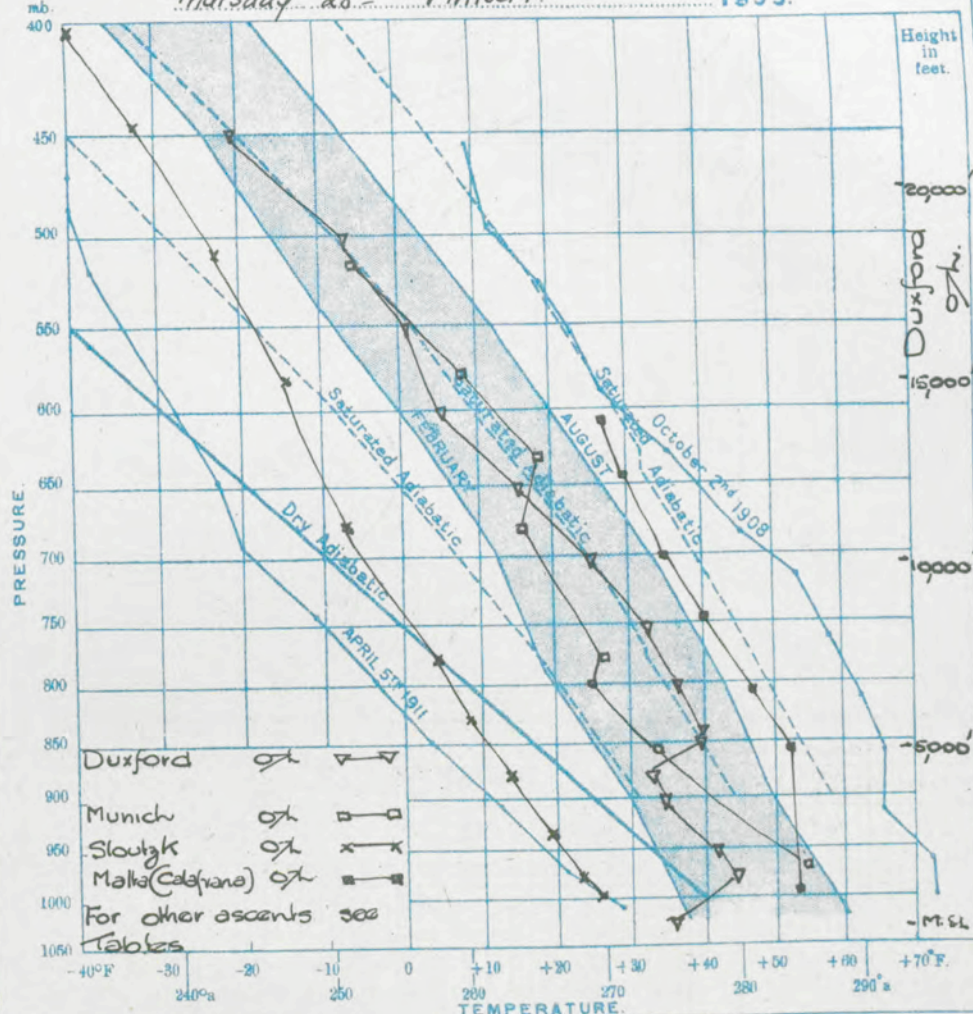 mb.
Thursday
1935.
400
450
500
550
600
650
700
750
800
850
900
950
1000
1050
PRESSURE.
Height
in
feet.
20,000'
Duxford
15,000'
10,000'
5,000'
M.S.L.
Saturated Adiabatic
FEBRUARY
Saturated Adiabatic
AUGUST
Saturated Adiabatic
October 2nd 1908
Dry Adiabatic
APRIL 5TH 1911
Duxford
Munich
Sloutzk
Malta (Calafrana)
For other ascents see
Tables
-40°F -30 -20 -10 0 +10 +20 +30 +40 +50 +60 +70°F.
240°a 250 260 270 280 290°a
TEMPERATURE.